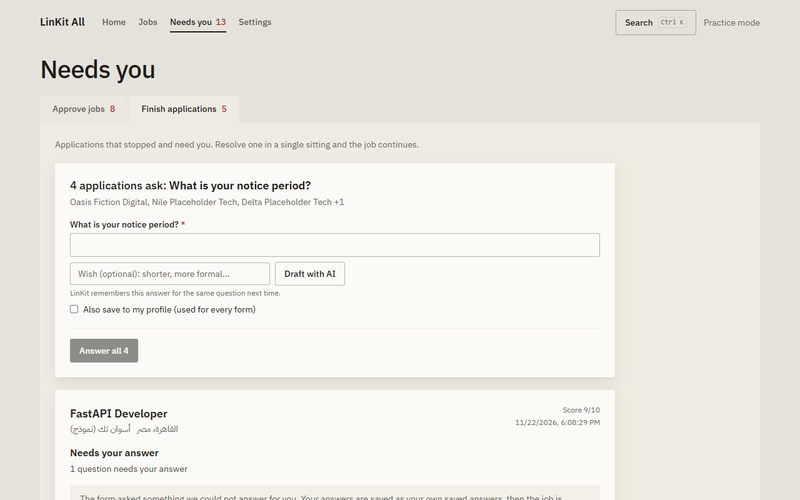 LinKit All Home Jobs Needs you 13 Settings Search Ctrl K Practice mode
Needs you
Approve jobs 8 Finish applications 5
Applications that stopped and need you. Resolve one in a single sitting and the job continues.
4 applications ask: What is your notice period?
Oasis Fiction Digital, Nile Placeholder Tech, Delta Placeholder Tech +1
What is your notice period? *
Wish (optional): shorter, more formal... Draft with AI
LinKit remembers this answer for the same question next time.
Also save to my profile (used for every form)
Answer all 4
FastAPI Developer Score 9/10
أسوان تك (نموذج) القاهرة، مصر 11/22/2026, 6:08:29 PM
Needs your answer
1 question needs your answer
The form asked something we could not answer for you. Your answers are saved as your own saved answers, then the job is